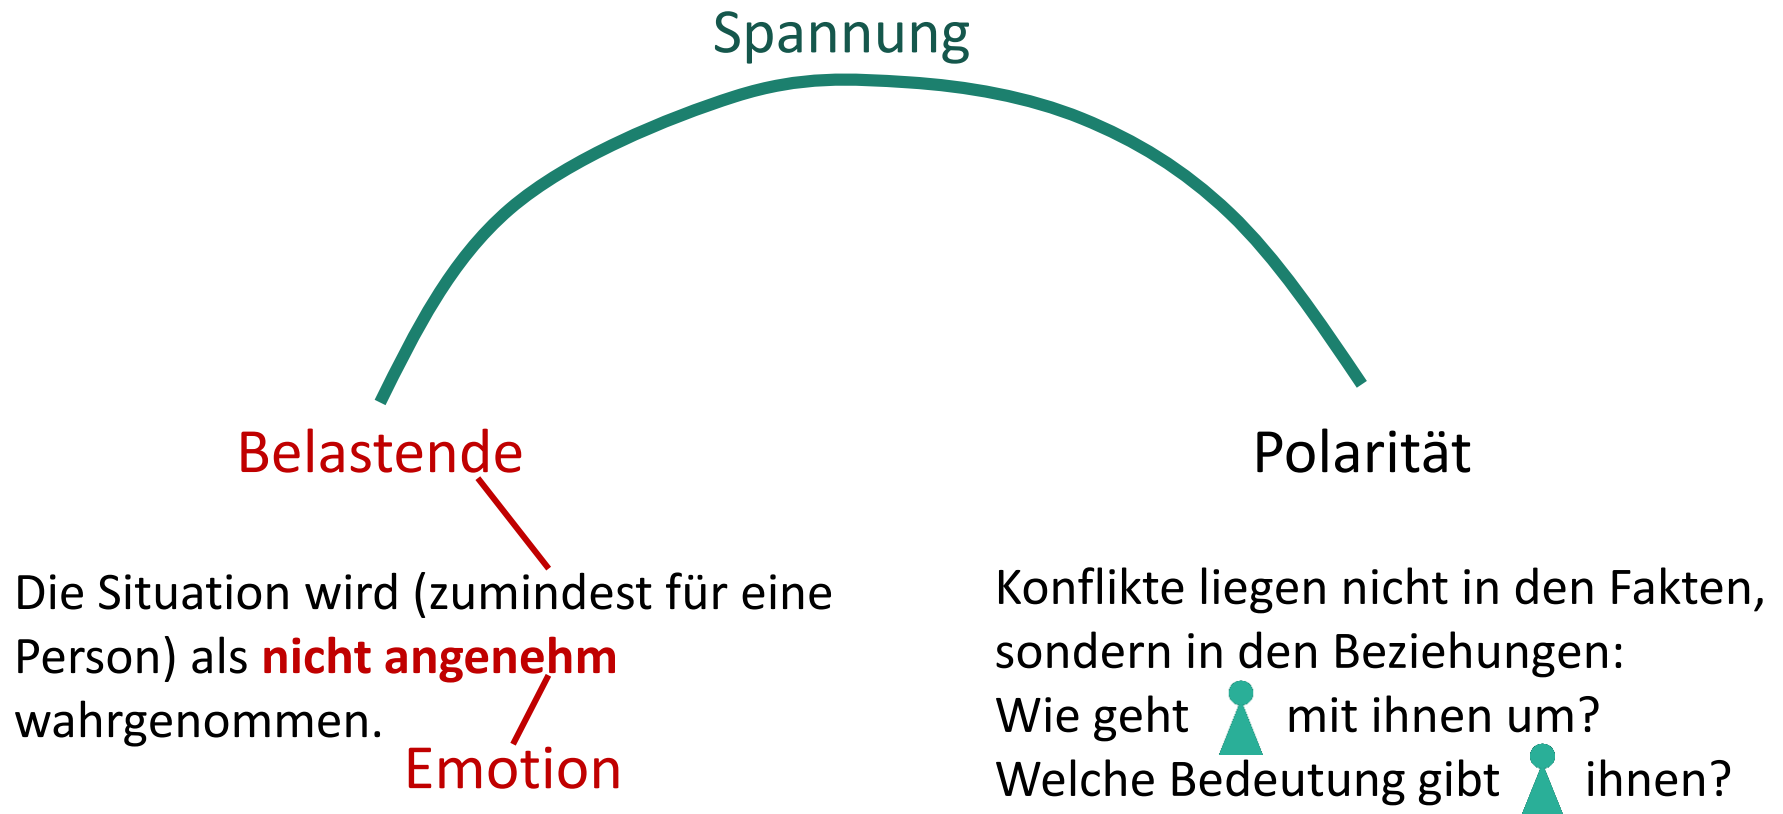 Spannung
Belastende
Polarität
Die Situation wird (zumindest für eine
Person) als nicht angenehm
wahrgenommen.
Emotion
Konflikte liegen nicht in den Fakten,
sondern in den Beziehungen:
Wie geht mit ihnen um?
Welche Bedeutung gibt ihnen?